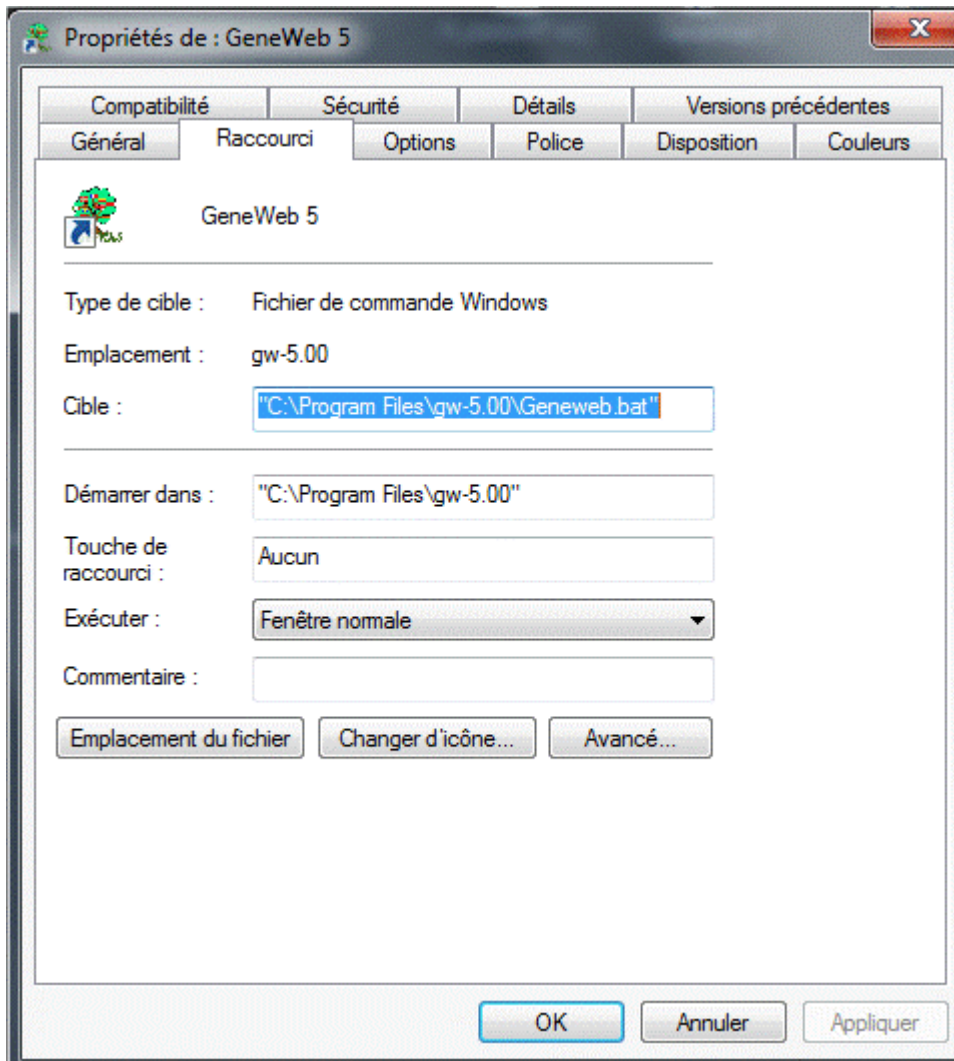 Propriétés de : GeneWeb 5
Compatibilité Sécurité Détails Versions précédentes
Général Raccourci Options Police Disposition Couleurs
GeneWeb 5
Type de cible : Fichier de commande Windows
Emplacement : gw-5.00
Cible : "C:\Program Files\gw-5.00\Geneweb.bat"
Démarrer dans : "C:\Program Files\gw-5.00"
Touche de
raccourci : Aucun
Exécuter : Fenêtre normale
Commentaire :
Emplacement du fichier Changer d'icône... Avancé...
OK Annuler Appliquer